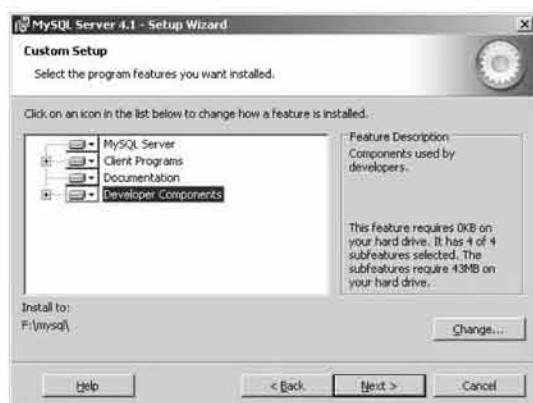 MySQL Server 4.1 - Setup Wizard
Custom Setup
Select the program features you want installed.
Click on an icon in the list below to change how a feature is installed.
MySQL Server
Client Programs
Documentation
Developer Components
Feature Description
Components used by
developers.
This feature requires 0KB on
your hard drive. It has 4 of 4
subfeatures selected. The
subfeatures require 43MB on
your hard drive.
Install to:
F:\mysql\
Change...
Help
< Back
Next >
Cancel